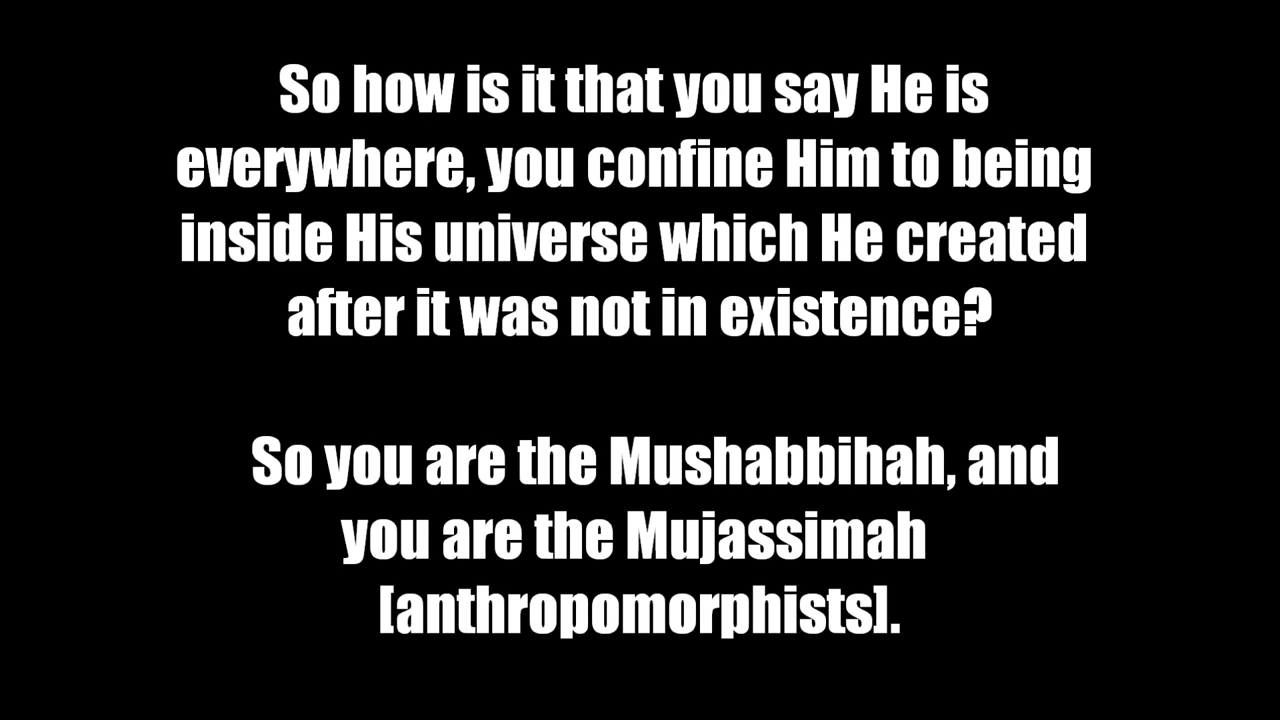 So how is it that you say He is
everywhere, you confine Him to being
inside His universe which He created
after it was not in existence?
So you are the Mushabbihah, and
you are the Mujassimah
[anthropomorphists].